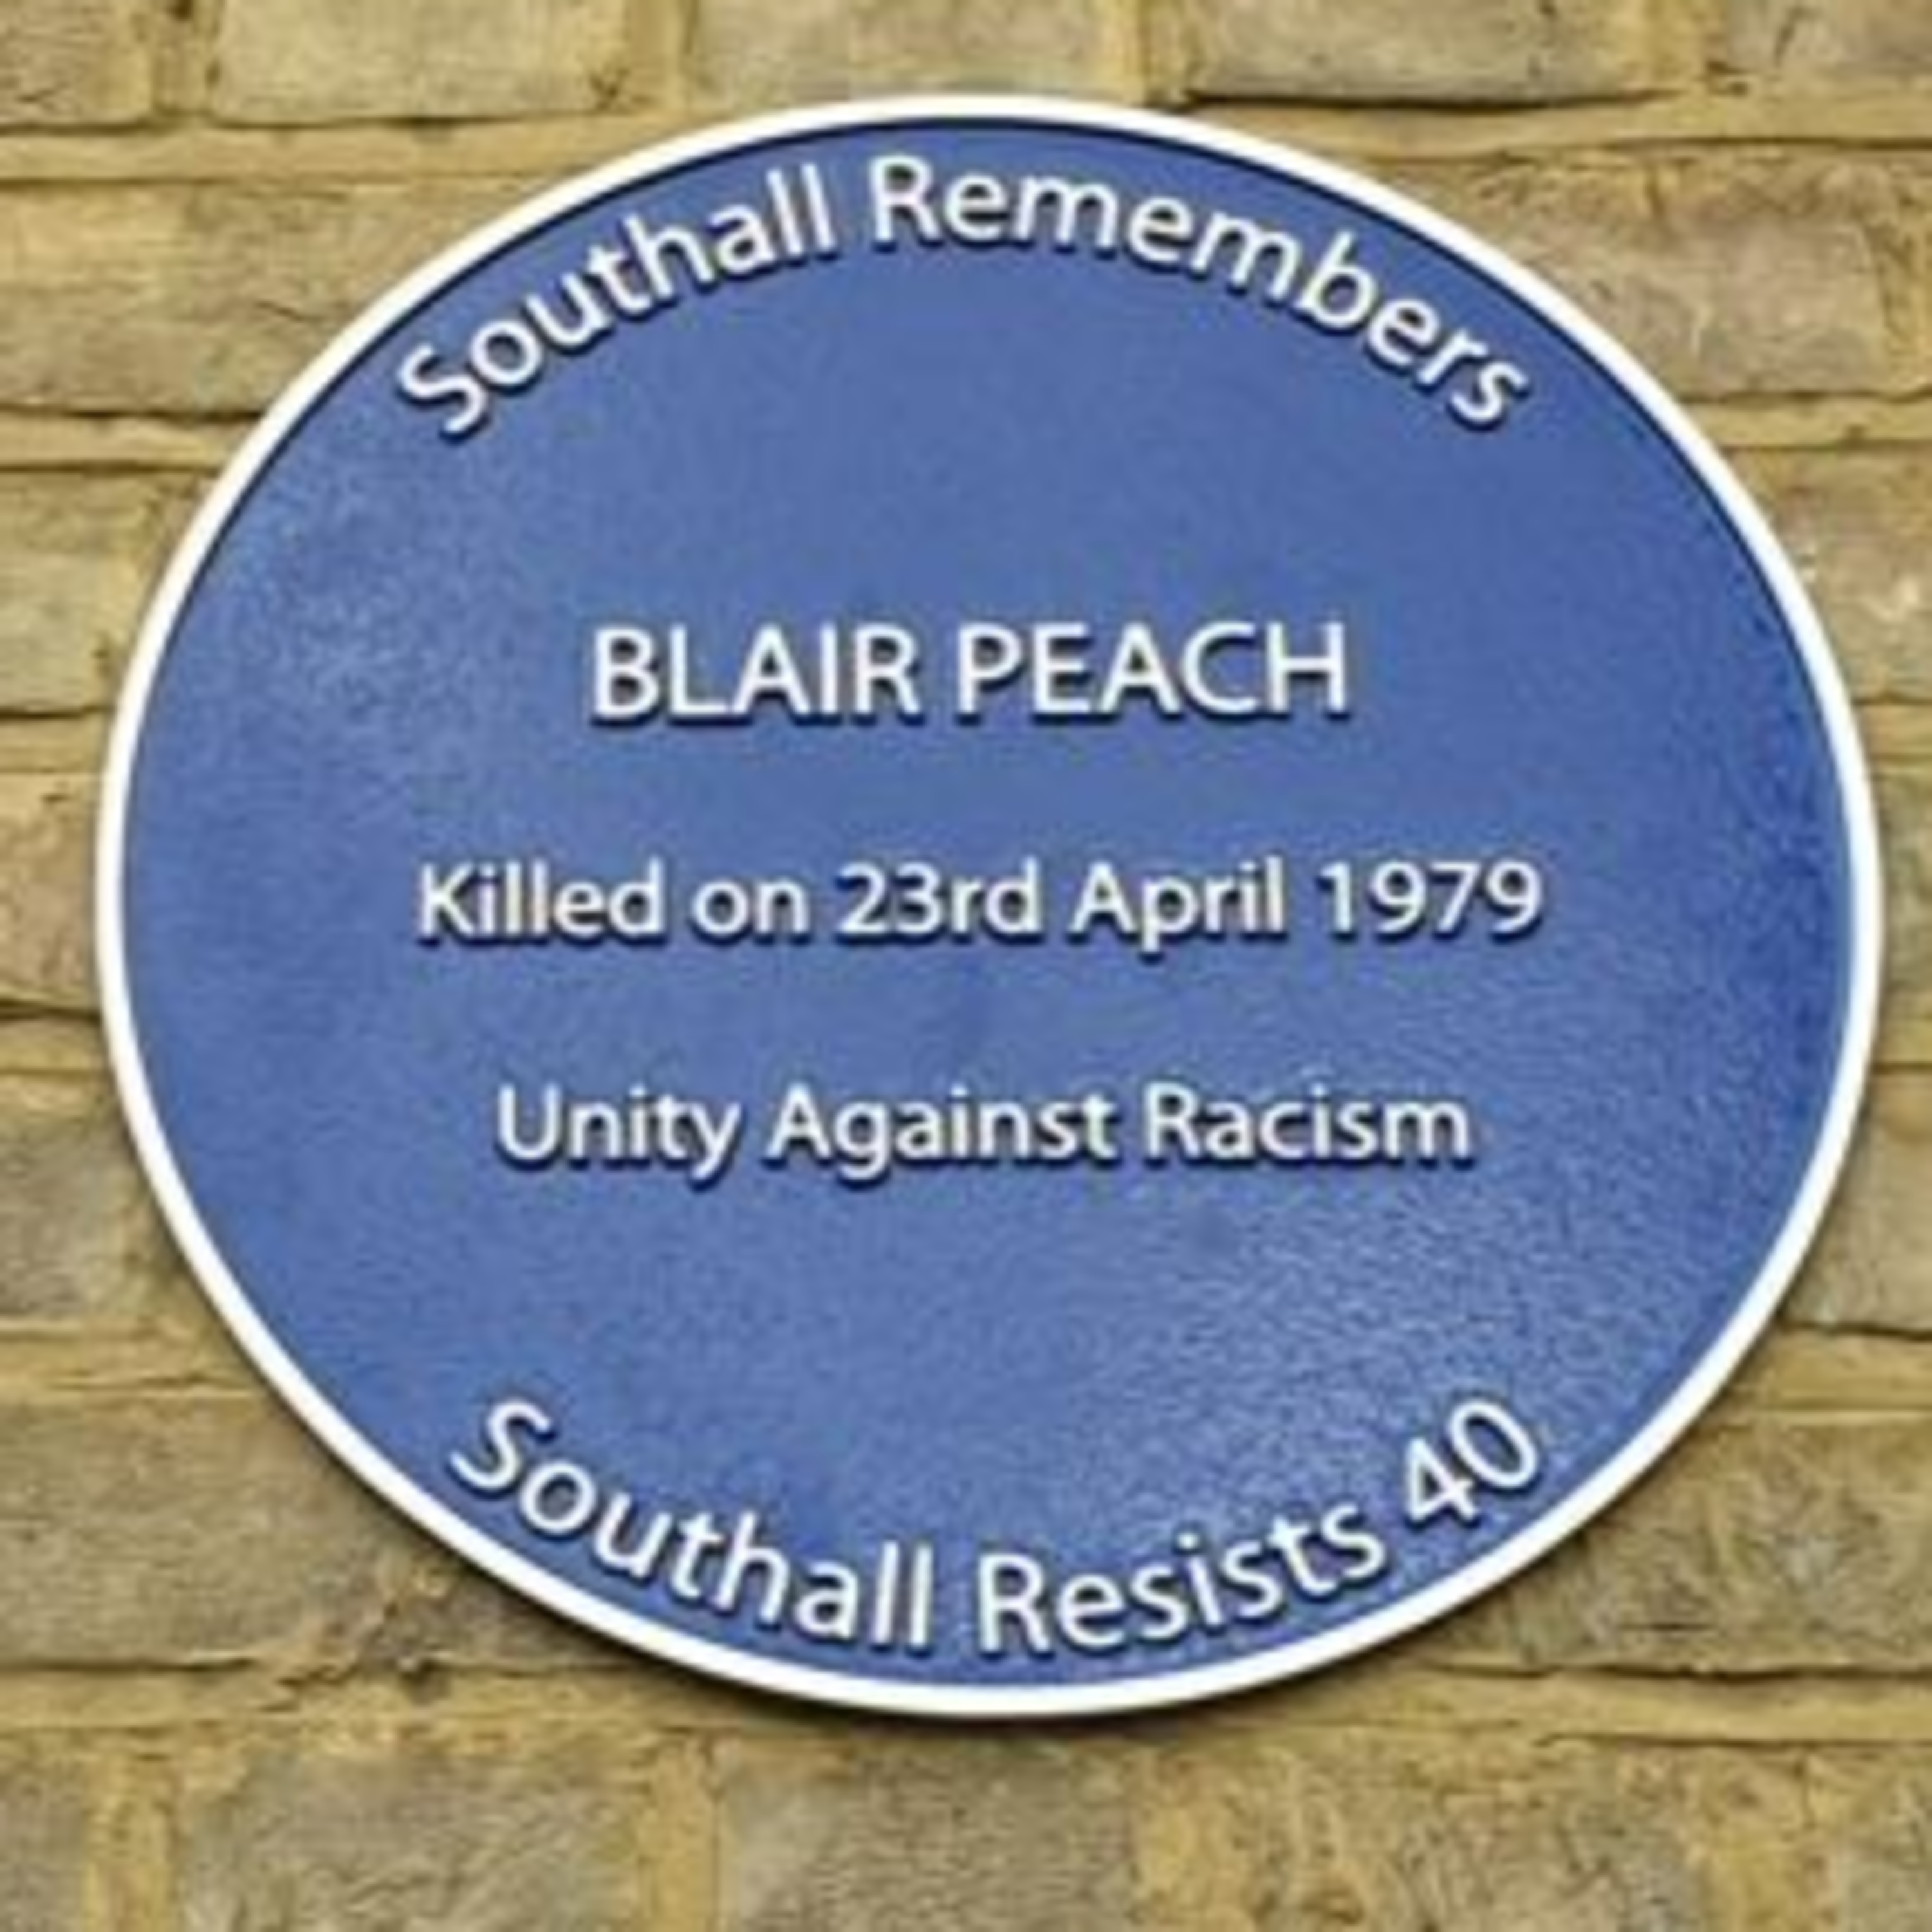 Southall Remembers
BLAIR PEACH
Killed on 23rd April 1979
Unity Against Racism
Southall Resists 40